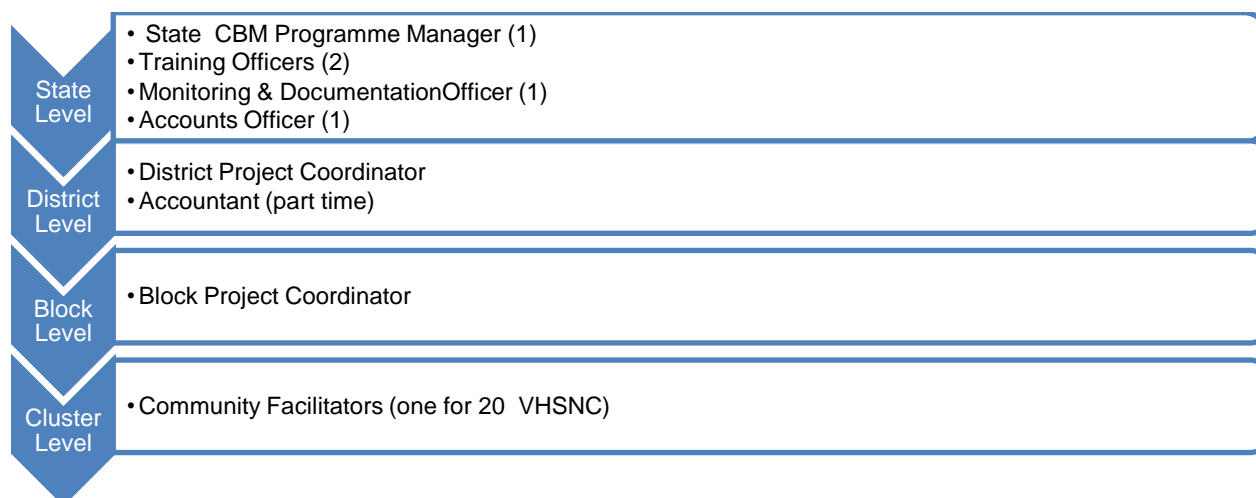 State
Level
• State CBM Programme Manager (1)
• Training Officers (2)
• Monitoring & DocumentationOfficer (1)
• Accounts Officer (1)
District
Level
• District Project Coordinator
• Accountant (part time)
Block
Level
• Block Project Coordinator
Cluster
Level
• Community Facilitators (one for 20 VHSNC)